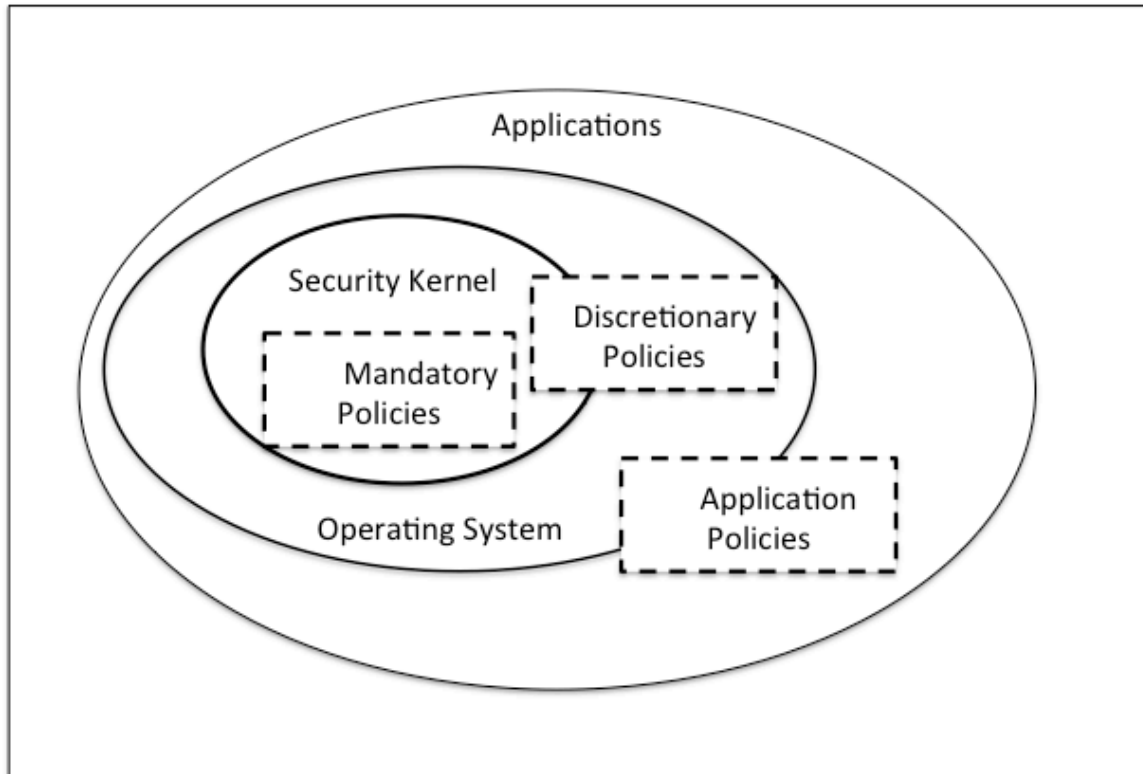 Applications
Security Kernel
Discretionary
Policies
Mandatory
Policies
Application
Policies
Operating System